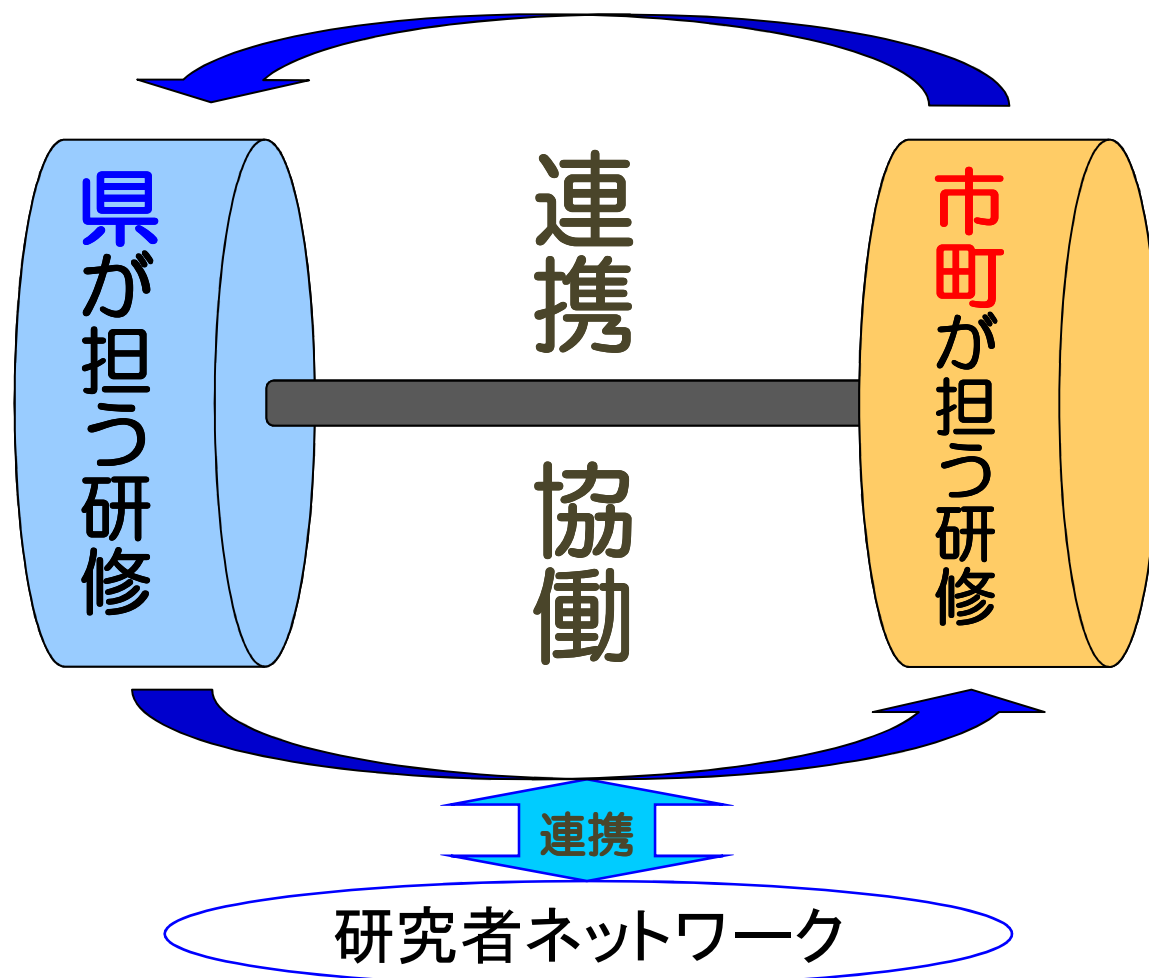 県が担う研修
連携
協働
市町が担う研修
連携
研究者ネットワーク